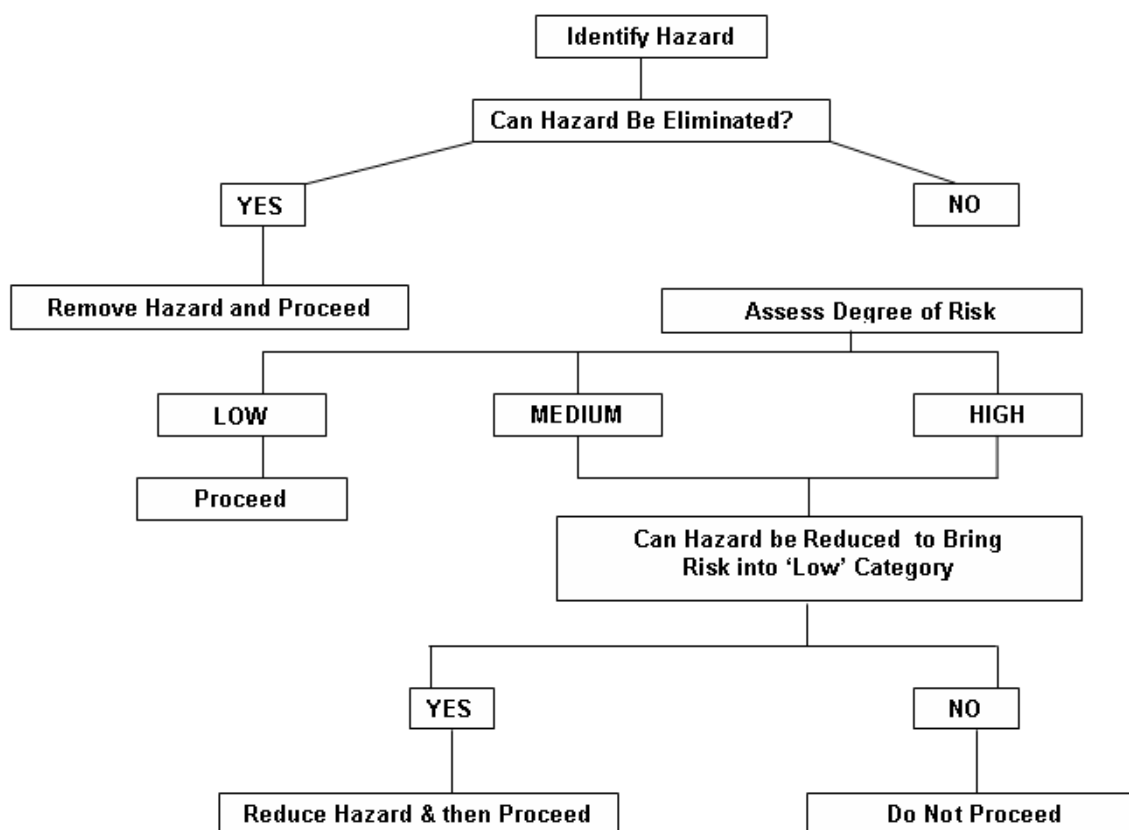 Identify Hazard
Can Hazard Be Eliminated?
YES
NO
Remove Hazard and Proceed
Assess Degree of Risk
LOW
MEDIUM
HIGH
Proceed
Can Hazard be Reduced to Bring
Risk into ‘Low’ Category
YES
NO
Reduce Hazard & then Proceed
Do Not Proceed